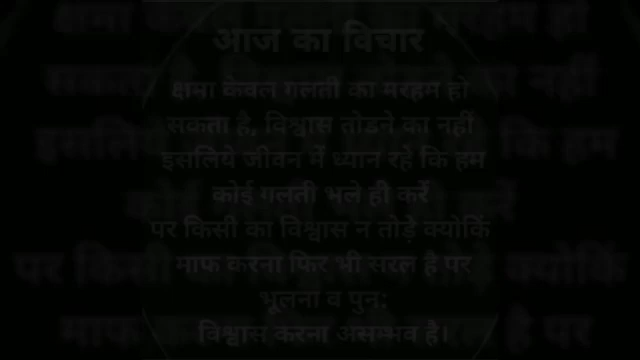 आज का विचार
क्षमा केवल गलती का मरहम हो
सकता है, विश्वास तोडने का नहीं
इसलिये जीवन में ध्यान रहे कि हम
कोई गलती भले ही करें
पर किसी का विश्वास न तोड़े क्योकिं
माफ करना फिर भी सरल है पर
भूलना व पुन:
विश्वास करना असम्भव है।